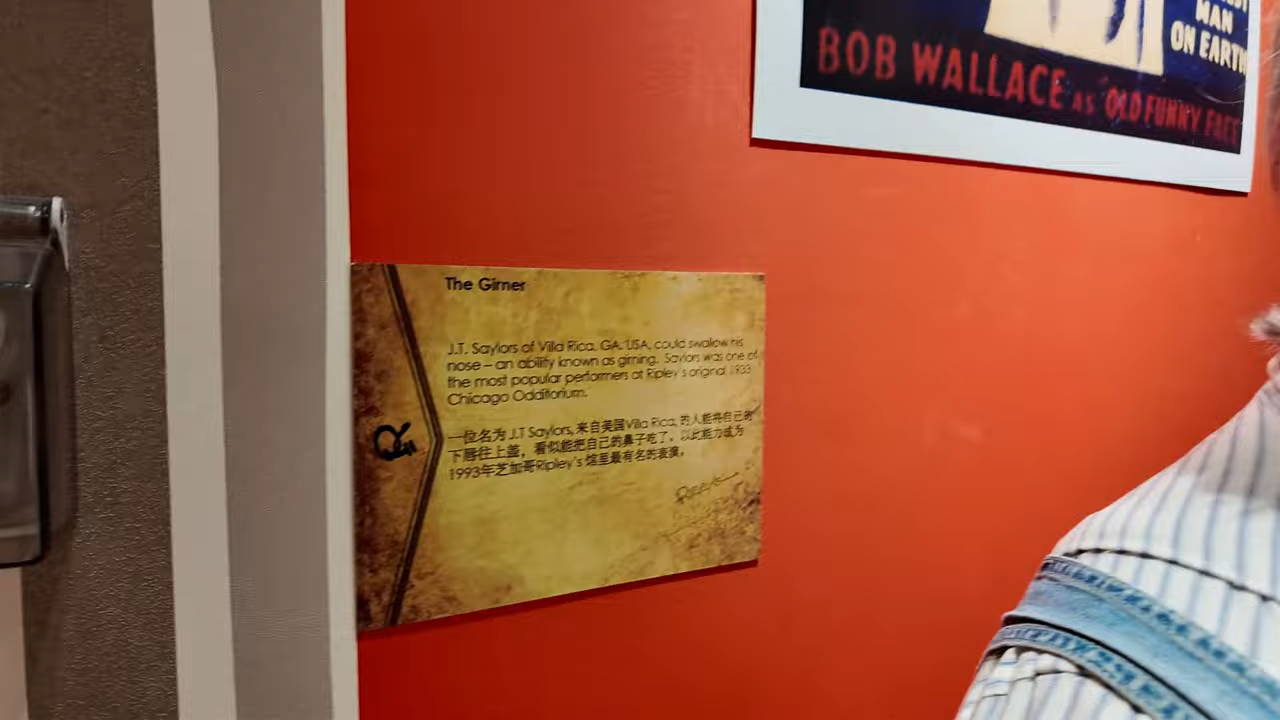 MAN
ON EARTH
BOB WALLACE AS OLD FUNNY FACE
The Girner
J.T. Saylors of Villa Rica, GA, USA, could swallow his
nose – an ability known as girning. Saylors was one of
the most popular performers at Ripley's original 1933
Chicago Odditorium.
一位名为 J.T Saylors, 来自美国Villa Rica, 的人能将自己的
下唇往上盖，看似能把自己的鼻子吃了。以此能力成为
1993年芝加哥Ripley's 馆里最有名的表演。
R